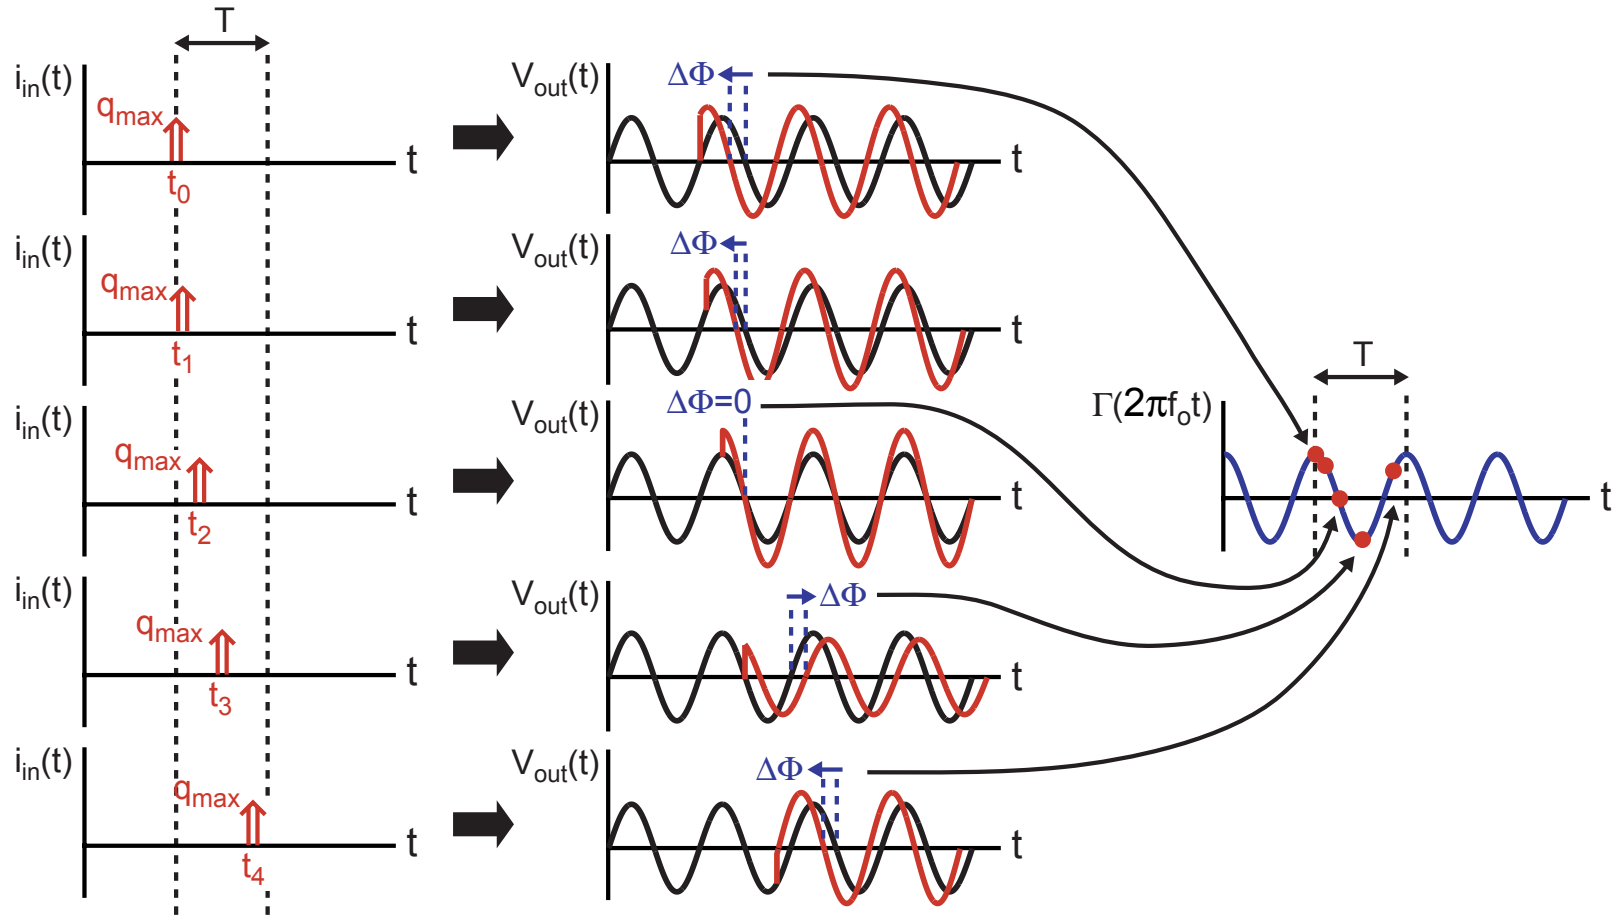 T
i_in(t)
q_max
t_0
t
V_out(t)
ΔΦ
t
i_in(t)
q_max
t_1
t
V_out(t)
ΔΦ
t
i_in(t)
q_max
t_2
t
V_out(t)
ΔΦ=0
t
i_in(t)
q_max
t_3
t
V_out(t)
ΔΦ
t
i_in(t)
q_max
t_4
t
V_out(t)
ΔΦ
t
T
Γ(2πf_ot)
t